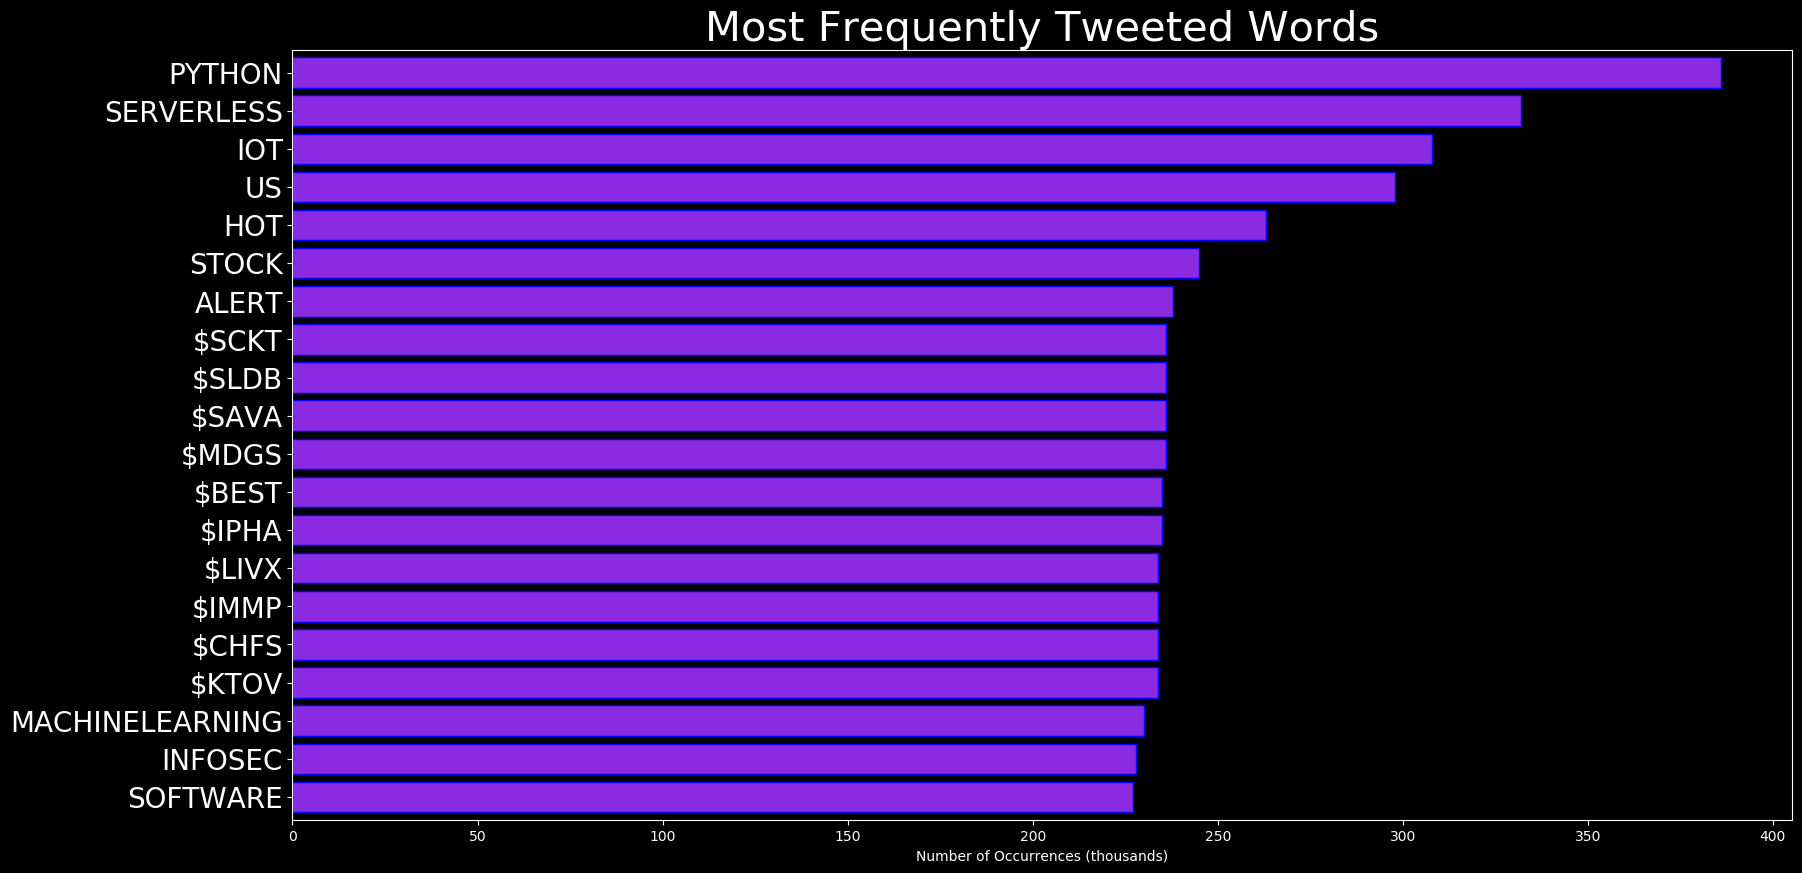 Most Frequently Tweeted Words
PYTHON
SERVERLESS
IOT
US
HOT
STOCK
ALERT
$SCKT
$SLDB
$SAVA
$MDGS
$BEST
$IPHA
$LIVX
$IMMP
$CHFS
$KTOV
MACHINELEARNING
INFOSEC
SOFTWARE
0 50 100 150 200 250 300 350 400
Number of Occurrences (thousands)